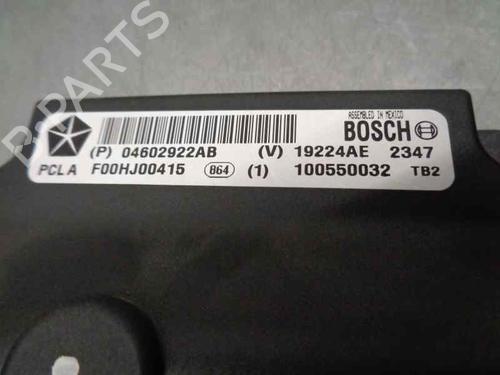 B-PARTS
ASSEMBLED IN MEXICO
BOSCH
(P) 04602922AB (V) 19224AE 2347
PCL A F00HJ00415 864 (1) 100550032 TB2